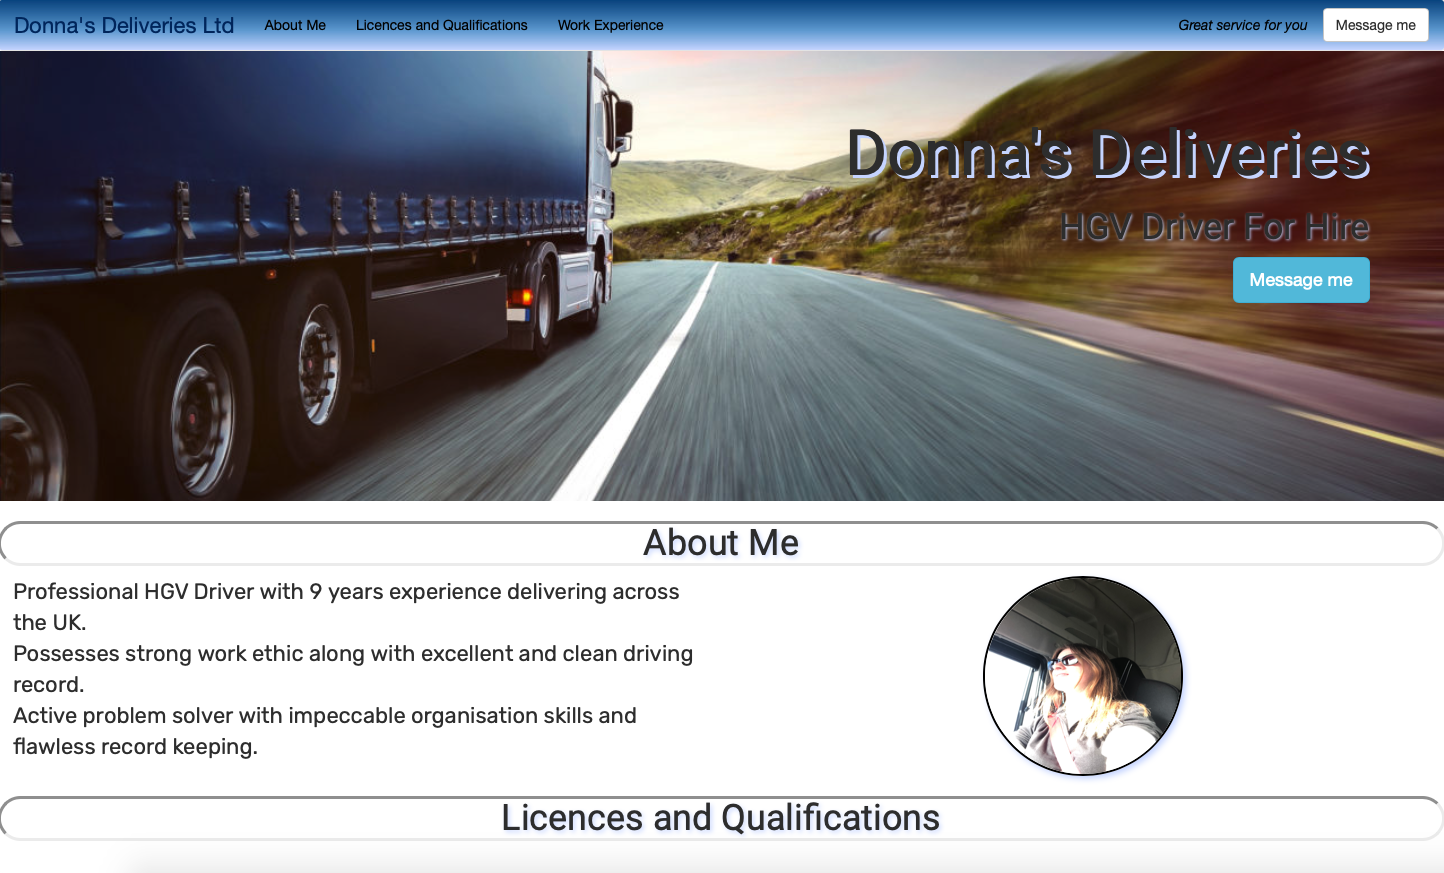 Donna's Deliveries Ltd
About Me
Licences and Qualifications
Work Experience
Great service for you
Message me
Donna's Deliveries
HGV Driver For Hire
Message me
About Me
Professional HGV Driver with 9 years experience delivering across
the UK.
Possesses strong work ethic along with excellent and clean driving
record.
Active problem solver with impeccable organisation skills and
flawless record keeping.
Licences and Qualifications